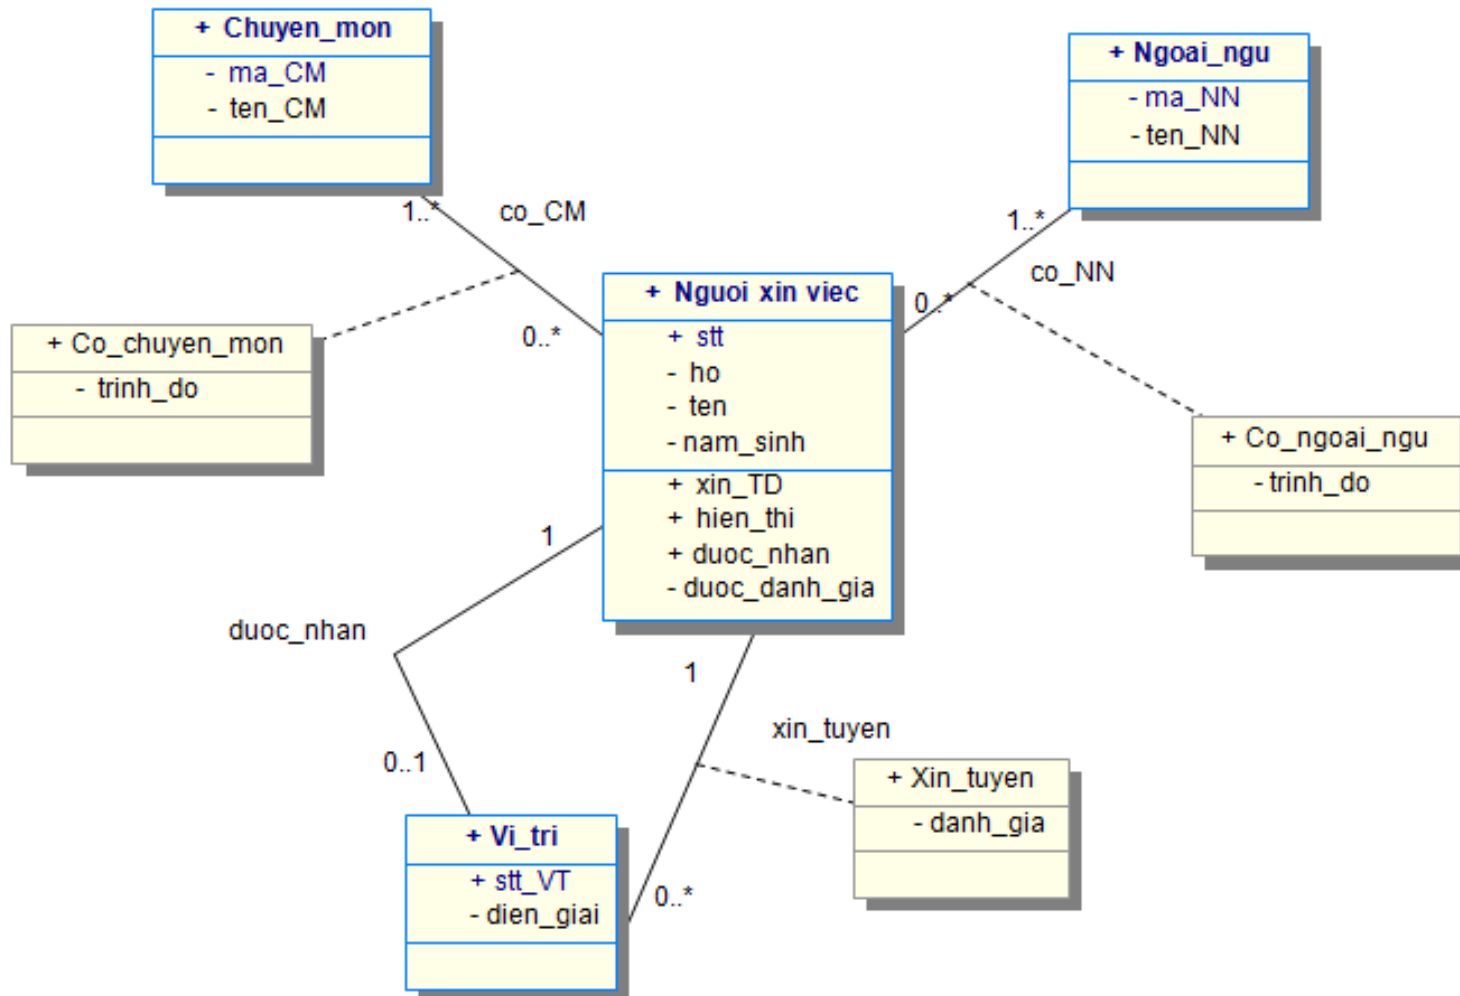 + Chuyen_mon
- ma_CM
- ten_CM
+ Ngoai_ngu
- ma_NN
- ten_NN
1..*
co_CM
1..*
co_NN
0..*
0..*
+ Nguoi xin viec
+ stt
- ho
- ten
- nam_sinh
+ xin_TD
+ hien_thi
+ duoc_nhan
- duoc_danh_gia
+ Co_chuyen_mon
- trinh_do
+ Co_ngoai_ngu
- trinh_do
1
duoc_nhan
0..1
1
xin_tuyen
0..*
+ Xin_tuyen
- danh_gia
+ Vi_tri
+ stt_VT
- dien_giai